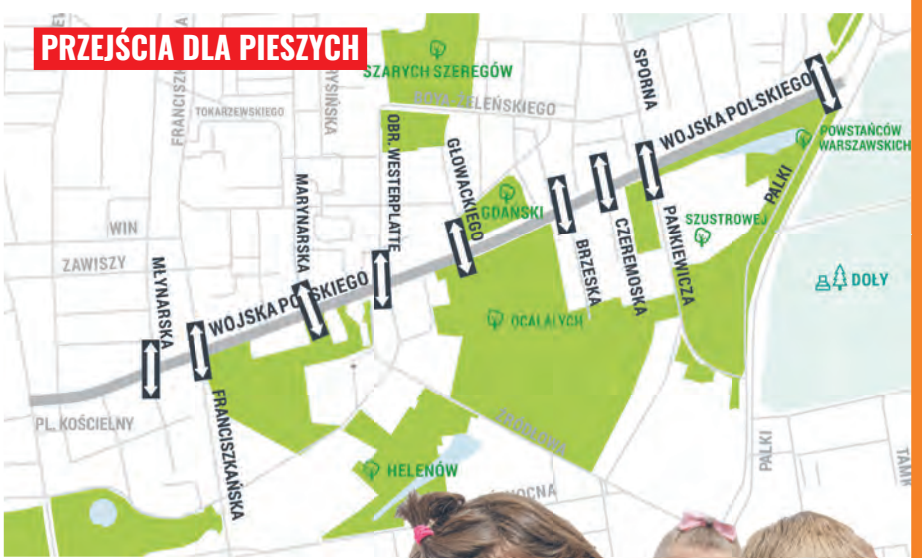 PRZEJŚCIA DLA PIESZYCH
SZARYCH SZEREGÓW
TOKARZEWSKIEGO
SPORNA
WOJSKA POLSKIEGO
OBR. WESTERPLATTE
GŁOWACKIEGO
POWSTAŃCÓW
WARSZAWSKICH
MARYNARSKA
GDAŃSKI
PALKI
SZUSTROWEJ
WIN
ZAWISZY
MŁYNARSKA
WOJSKA POLSKIEGO
BRZESKA
CZEREMOSKA
PANKIEWICZA
DOŁY
OCALAŁYCH
PL. KOŚCIELNY
FRANCISZKAŃSKA
ŹRÓDŁOWA
HELENÓW
PALKI